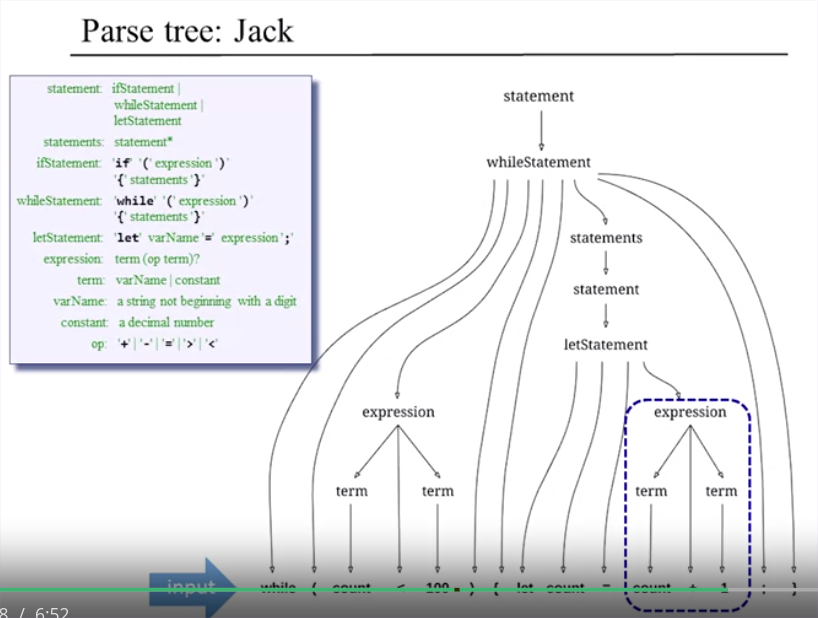 Parse tree: Jack
statement: ifStatement |
whileStatement |
letStatement
statements: statement*
ifStatement: 'if' '(' expression ')'
'{' statements '}'
whileStatement: 'while' '(' expression ')'
'{' statements '}'
letStatement: 'let' varName '=' expression ';'
expression: term (op term)?
term: varName | constant
varName: a string not beginning with a digit
constant: a decimal number
op: '+' | '-' | '=' | '>' | '<'
statement
whileStatement
statements
statement
letStatement
expression expression
term term term term
input while ( count < 100 ) { let count = count + 1 ; }
8 / 6:52